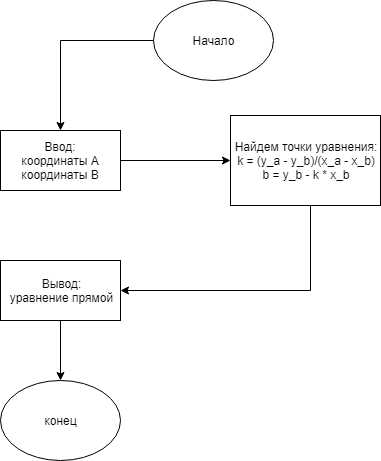 Начало
Ввод:
координаты А
координаты В
Найдем точки уравнения:
k = (y_a - y_b)/(x_a - x_b)
b = y_b - k * x_b
Вывод:
уравнение прямой
конец